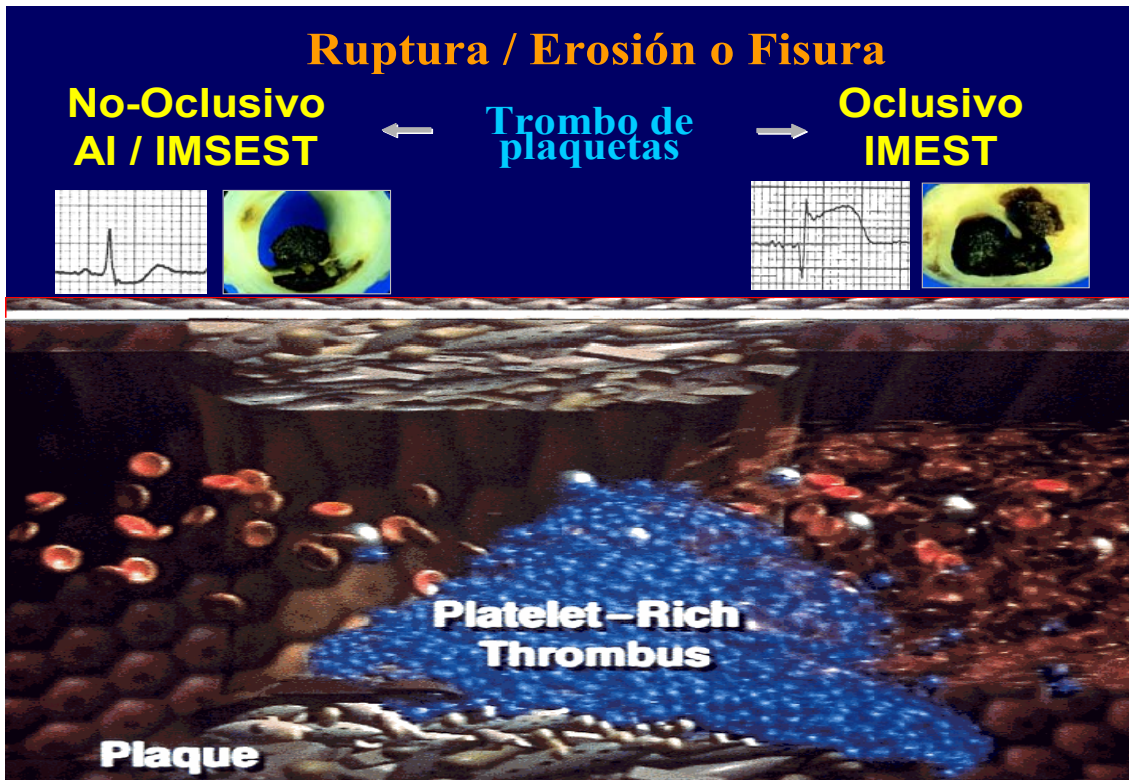 Ruptura / Erosión o Fisura
No-Oclusivo
AI / IMSEST
Trombo de
plaquetas
Oclusivo
IMEST
Platelet-Rich
Thrombus
Plaque